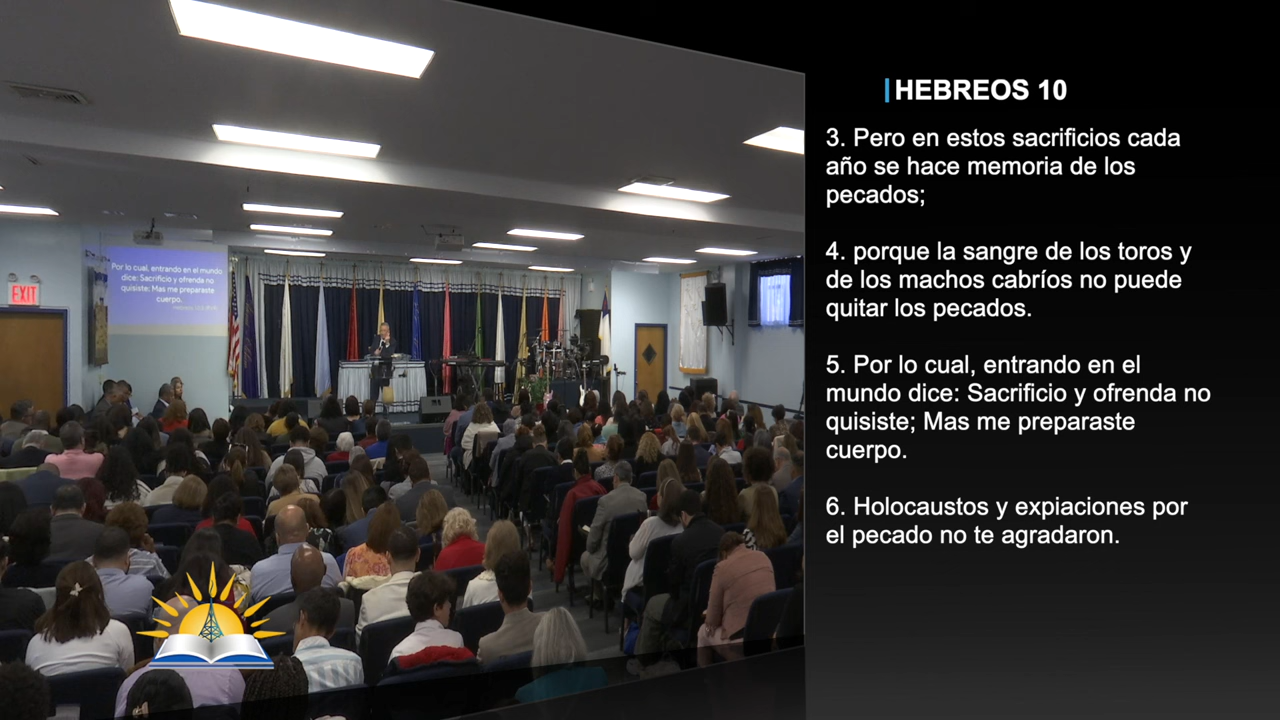 HEBREOS 10
3. Pero en estos sacrificios cada
año se hace memoria de los
pecados;
4. porque la sangre de los toros y
de los machos cabríos no puede
quitar los pecados.
5. Por lo cual, entrando en el
mundo dice: Sacrificio y ofrenda no
quisiste; Mas me preparaste
cuerpo.
6. Holocaustos y expiaciones por
el pecado no te agradaron.
Por lo cual, entrando en el mundo
dice: Sacrificio y ofrenda no
quisiste; Mas me preparaste
cuerpo.
EXIT